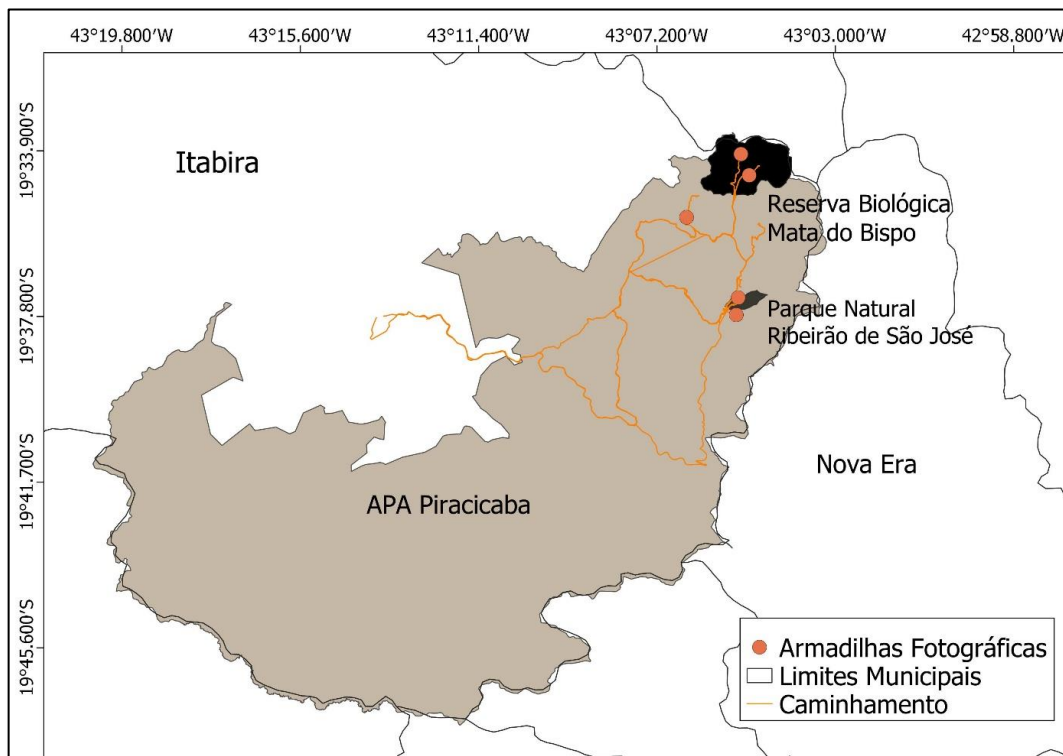 43°19.800'W 43°15.600'W 43°11.400'W 43°07.200'W 43°03.000'W 42°58.800'W
19°33.900'S
Itabira
Reserva Biológica
Mata do Bispo
19°37.800'S
Parque Natural
Ribeirão de São José
Nova Era
19°41.700'S
APA Piracicaba
19°45.600'S
Armadilhas Fotográficas
Limites Municipais
Caminhamento